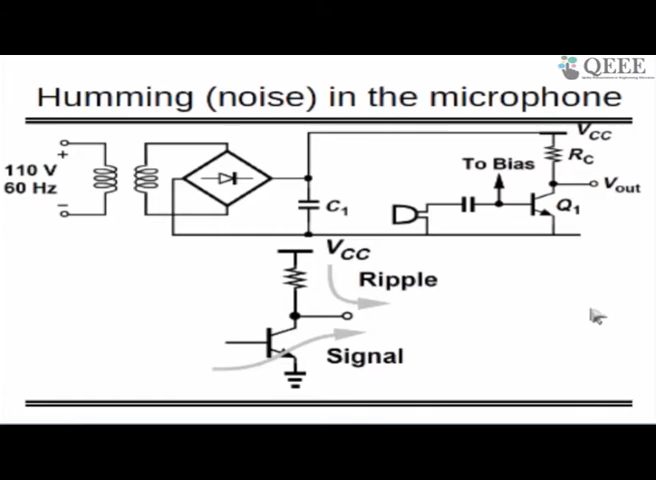 QEEE
Humming (noise) in the microphone
VCC
110 V
+
60 Hz
−
To Bias
RC
Vout
C1
Q1
VCC
Ripple
Signal